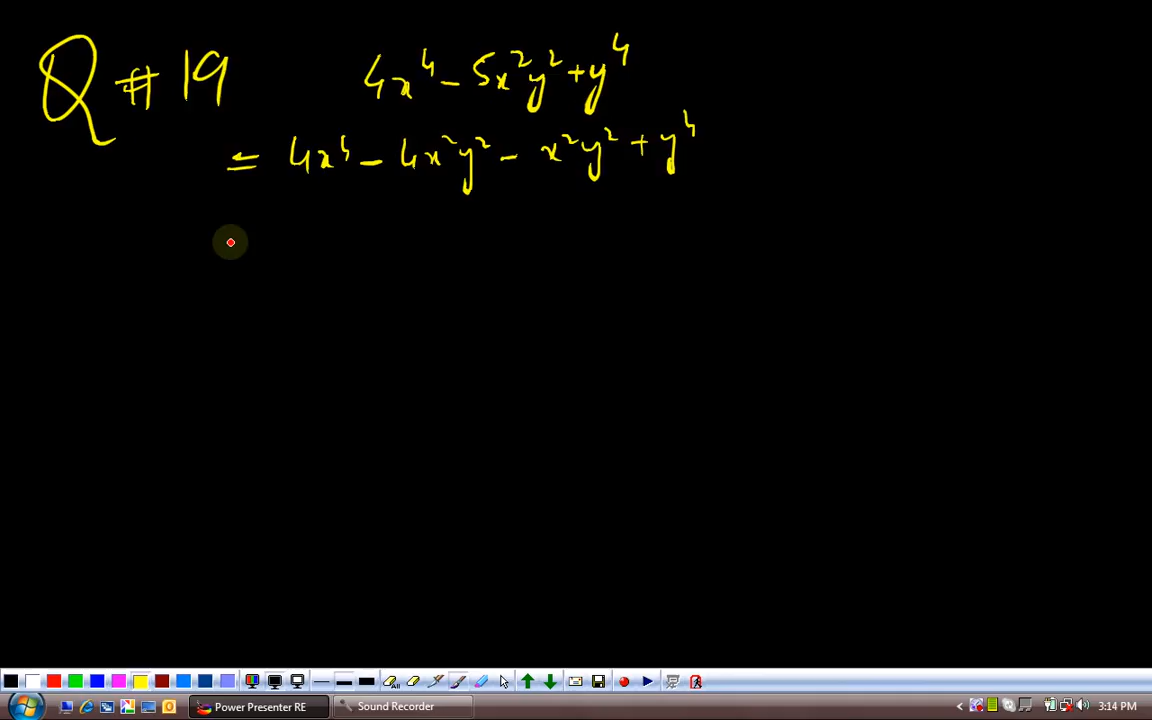 Q # 19 4x⁴ - 5x²y² + y⁴
= 4x⁴ - 4x²y² - x²y² + y⁴
Power Presenter RE
Sound Recorder
3:14 PM